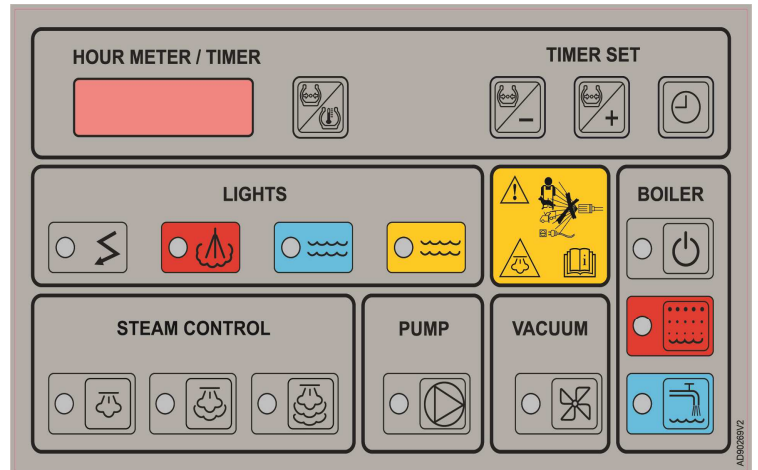 HOUR METER / TIMER
TIMER SET
LIGHTS
BOILER
STEAM CONTROL
PUMP
VACUUM
AD90269V2